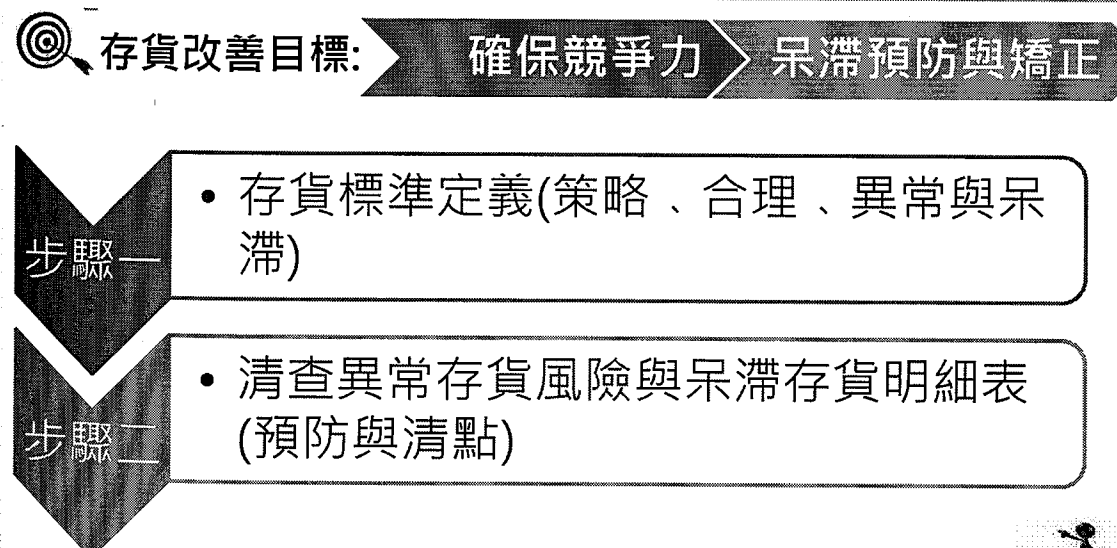 存貨改善目標: 確保競爭力 呆滯預防與矯正
步驟一
• 存貨標準定義(策略、合理、異常與呆
滯)
步驟二
• 清查異常存貨風險與呆滯存貨明細表
(預防與清點)